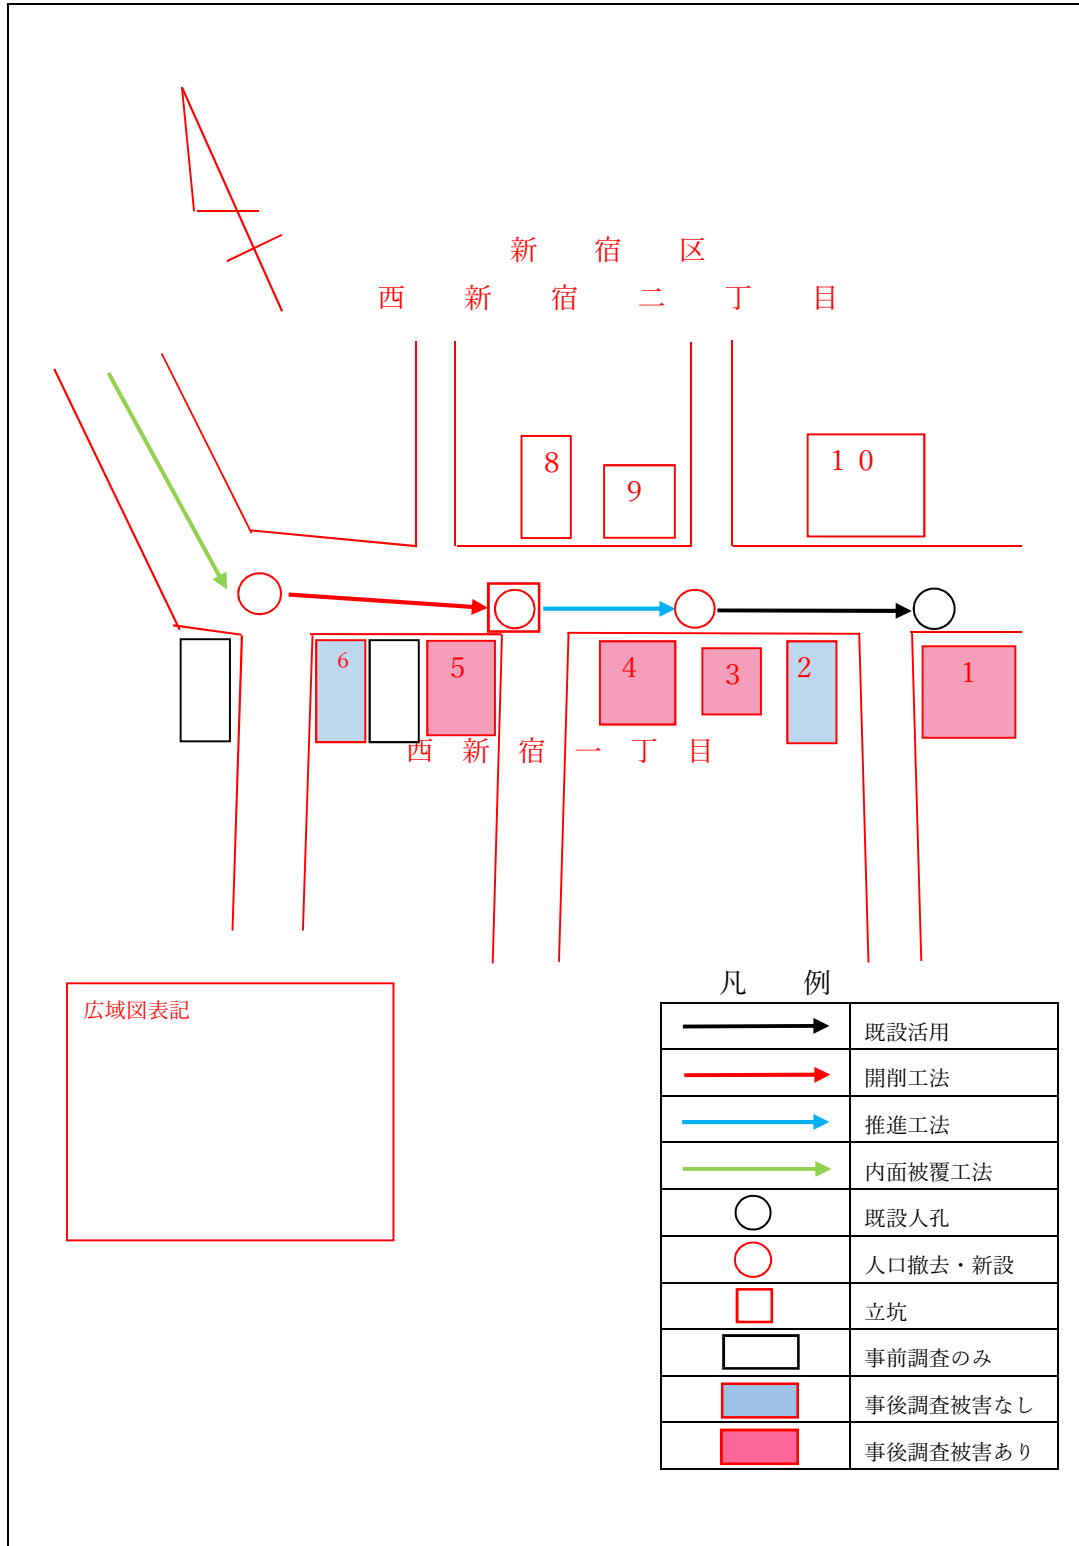 新宿区
西新宿二丁目
8
9
10
6
5
4
3
2
1
西新宿一丁目
広域図表記
凡例
既設活用
開削工法
推進工法
内面被覆工法
既設人孔
人口撤去・新設
立坑
事前調査のみ
事後調査被害なし
事後調査被害あり